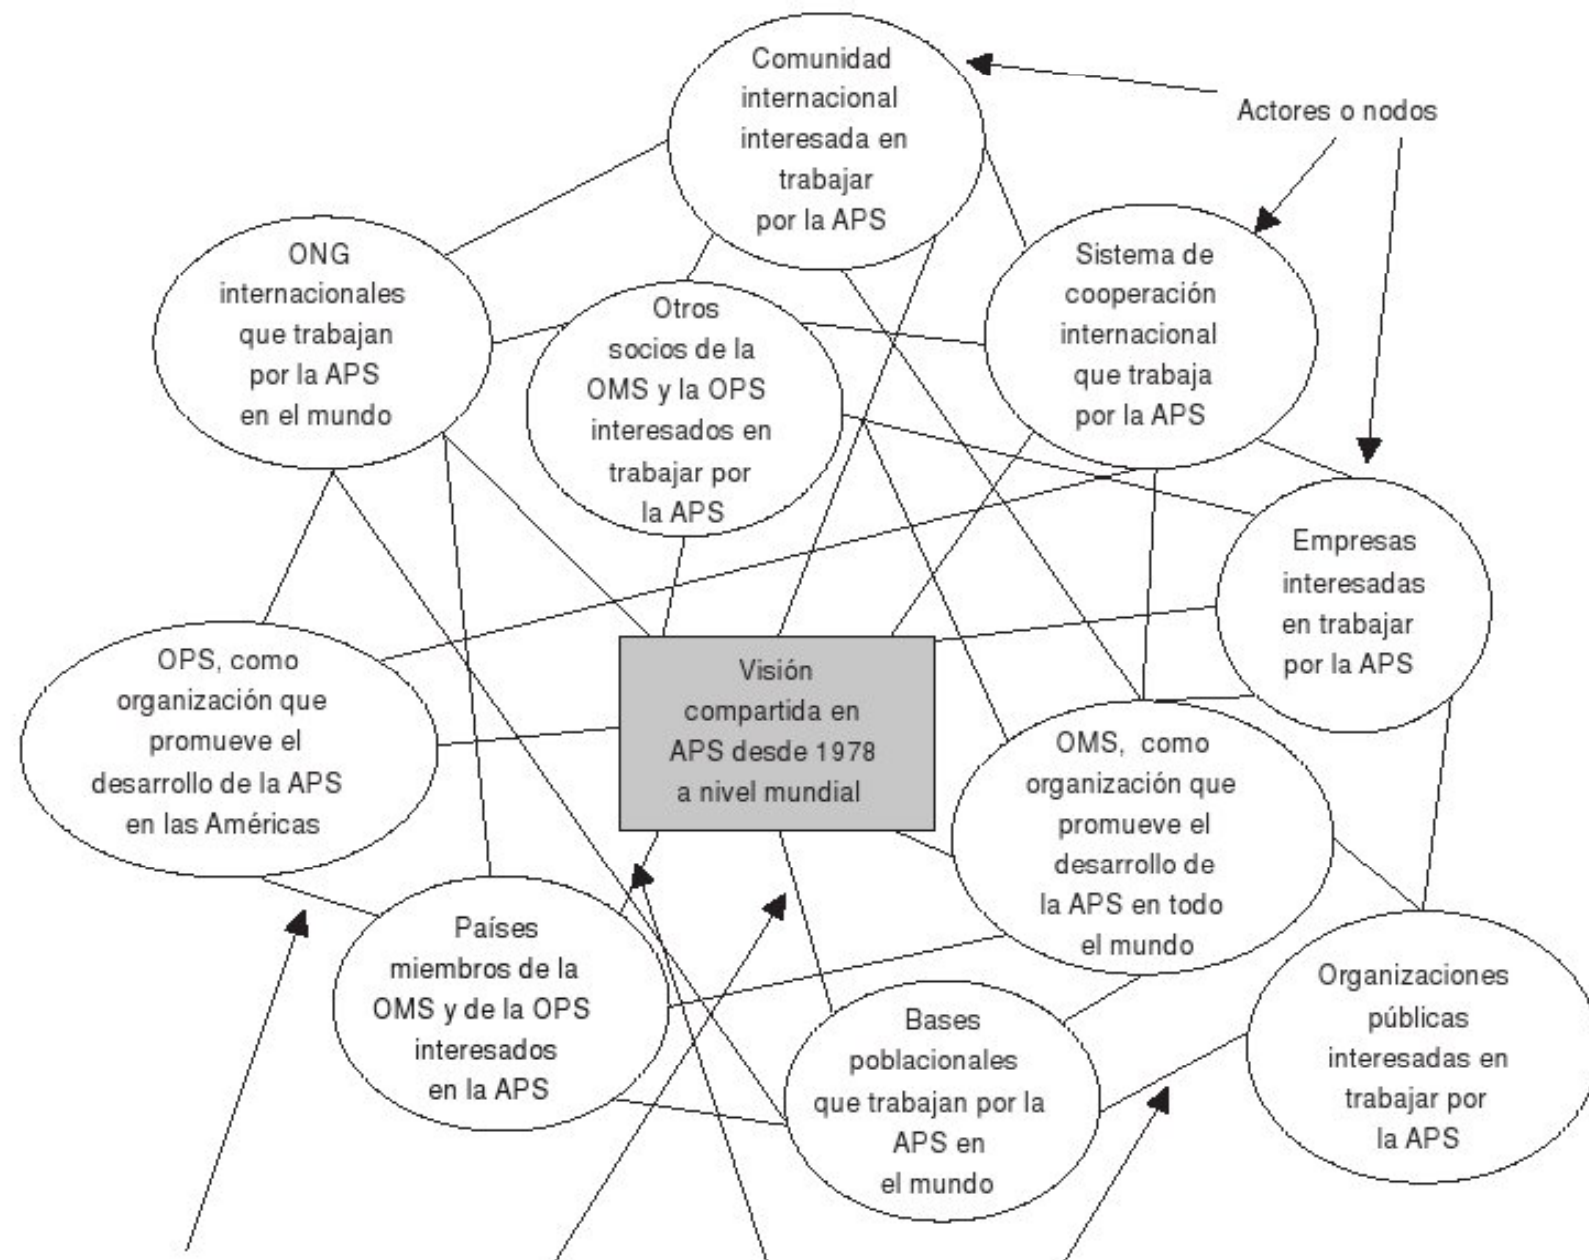 Comunidad
internacional
interesada en
trabajar
por la APS
Actores o nodos
ONG
internacionales
que trabajan
por la APS
en el mundo
Otros
socios de la
OMS y la OPS
interesados en
trabajar por
la APS
Sistema de
cooperación
internacional
que trabaja
por la APS
Empresas
interesadas
en trabajar
por la APS
OPS, como
organización que
promueve el
desarrollo de la APS
en las Américas
Visión
compartida en
APS desde 1978
a nivel mundial
OMS, como
organización que
promueve el
desarrollo de
la APS en todo
el mundo
Países
miembros de la
OMS y de la OPS
interesados
en la APS
Bases
poblacionales
que trabajan por la
APS en
el mundo
Organizaciones
públicas
interesadas en
trabajar por
la APS